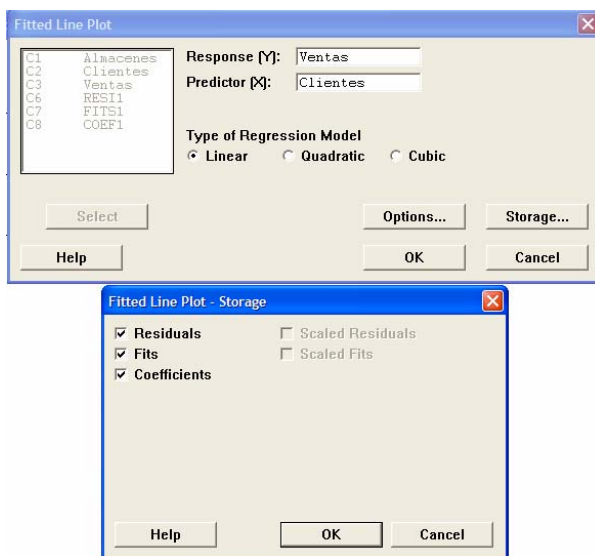 Fitted Line Plot
C1 Almacenes
C2 Clientes
C3 Ventas
C6 RESI1
C7 FITS1
C8 COEF1
Response (Y): Ventas
Predictor (X): Clientes
Type of Regression Model
Linear Quadratic Cubic
Select
Options... Storage...
Help OK Cancel
Fitted Line Plot - Storage
Residuals Scaled Residuals
Fits Scaled Fits
Coefficients
Help OK Cancel